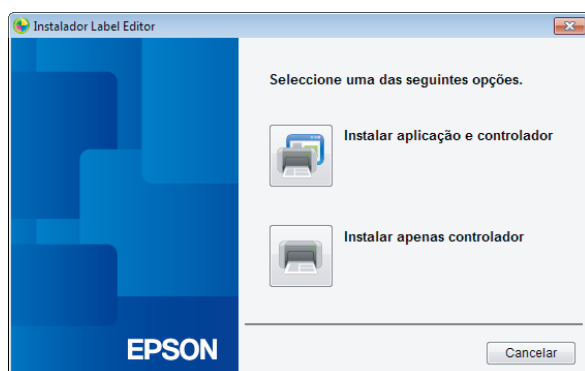 Instalador Label Editor
Seleccione uma das seguintes opções.
Instalar aplicação e controlador
Instalar apenas controlador
EPSON
Cancelar